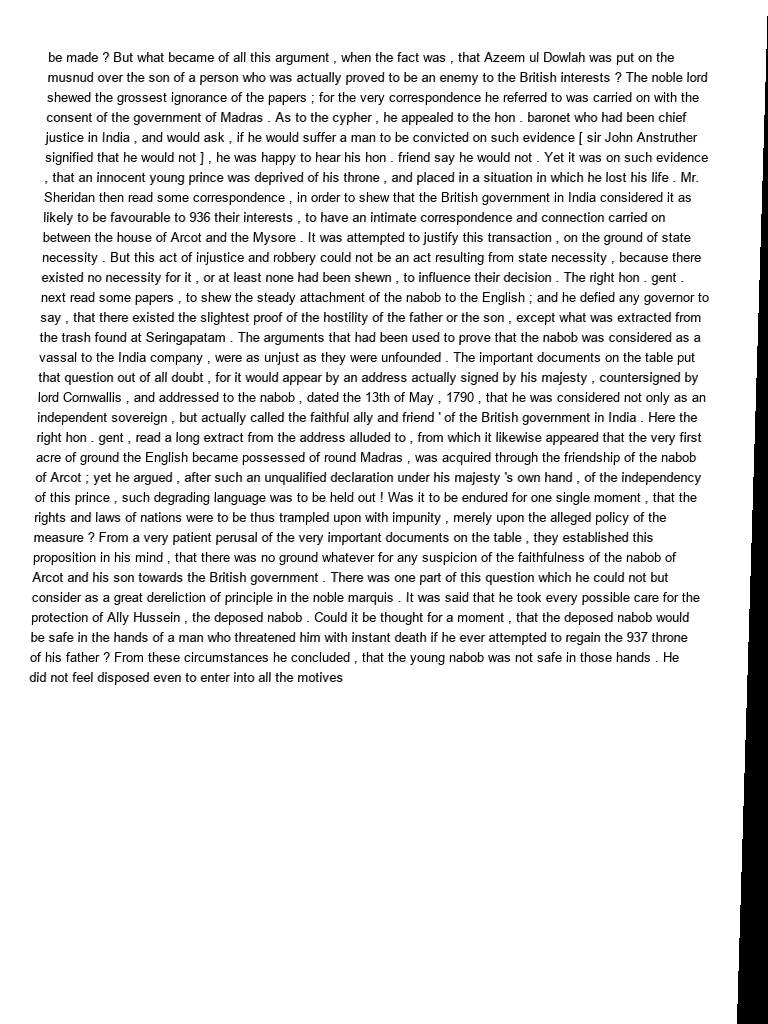 be made ? But what became of all this argument , when the fact was , that Azeem ul Dowlah was put on the
musnud over the son of a person who was actually proved to be an enemy to the British interests ? The noble lord
shewed the grossest ignorance of the papers ; for the very correspondence he referred to was carried on with the
consent of the government of Madras . As to the cypher , he appealed to the hon . baronet who had been chief
justice in India , and would ask , if he would suffer a man to be convicted on such evidence [ sir John Anstruther
signified that he would not ] , he was happy to hear his hon . friend say he would not . Yet it was on such evidence
, that an innocent young prince was deprived of his throne , and placed in a situation in which he lost his life . Mr.
Sheridan then read some correspondence , in order to shew that the British government in India considered it as
likely to be favourable to 936 their interests , to have an intimate correspondence and connection carried on
between the house of Arcot and the Mysore . It was attempted to justify this transaction , on the ground of state
necessity . But this act of injustice and robbery could not be an act resulting from state necessity , because there
existed no necessity for it , or at least none had been shewn , to influence their decision . The right hon . gent .
next read some papers , to shew the steady attachment of the nabob to the English ; and he defied any governor to
say , that there existed the slightest proof of the hostility of the father or the son , except what was extracted from
the trash found at Seringapatam . The arguments that had been used to prove that the nabob was considered as a
vassal to the India company , were as unjust as they were unfounded . The important documents on the table put
that question out of all doubt , for it would appear by an address actually signed by his majesty , countersigned by
lord Cornwallis , and addressed to the nabob , dated the 13th of May , 1790 , that he was considered not only as an
independent sovereign , but actually called the faithful ally and friend ' of the British government in India . Here the
right hon . gent , read a long extract from the address alluded to , from which it likewise appeared that the very first
acre of ground the English became possessed of round Madras , was acquired through the friendship of the nabob
of Arcot ; yet he argued , after such an unqualified declaration under his majesty 's own hand , of the independency
of this prince , such degrading language was to be held out ! Was it to be endured for one single moment , that the
rights and laws of nations were to be thus trampled upon with impunity , merely upon the alleged policy of the
measure ? From a very patient perusal of the very important documents on the table , they established this
proposition in his mind , that there was no ground whatever for any suspicion of the faithfulness of the nabob of
Arcot and his son towards the British government . There was one part of this question which he could not but
consider as a great dereliction of principle in the noble marquis . It was said that he took every possible care for the
protection of Ally Hussein , the deposed nabob . Could it be thought for a moment , that the deposed nabob would
be safe in the hands of a man who threatened him with instant death if he ever attempted to regain the 937 throne
of his father ? From these circumstances he concluded , that the young nabob was not safe in those hands . He
did not feel disposed even to enter into all the motives